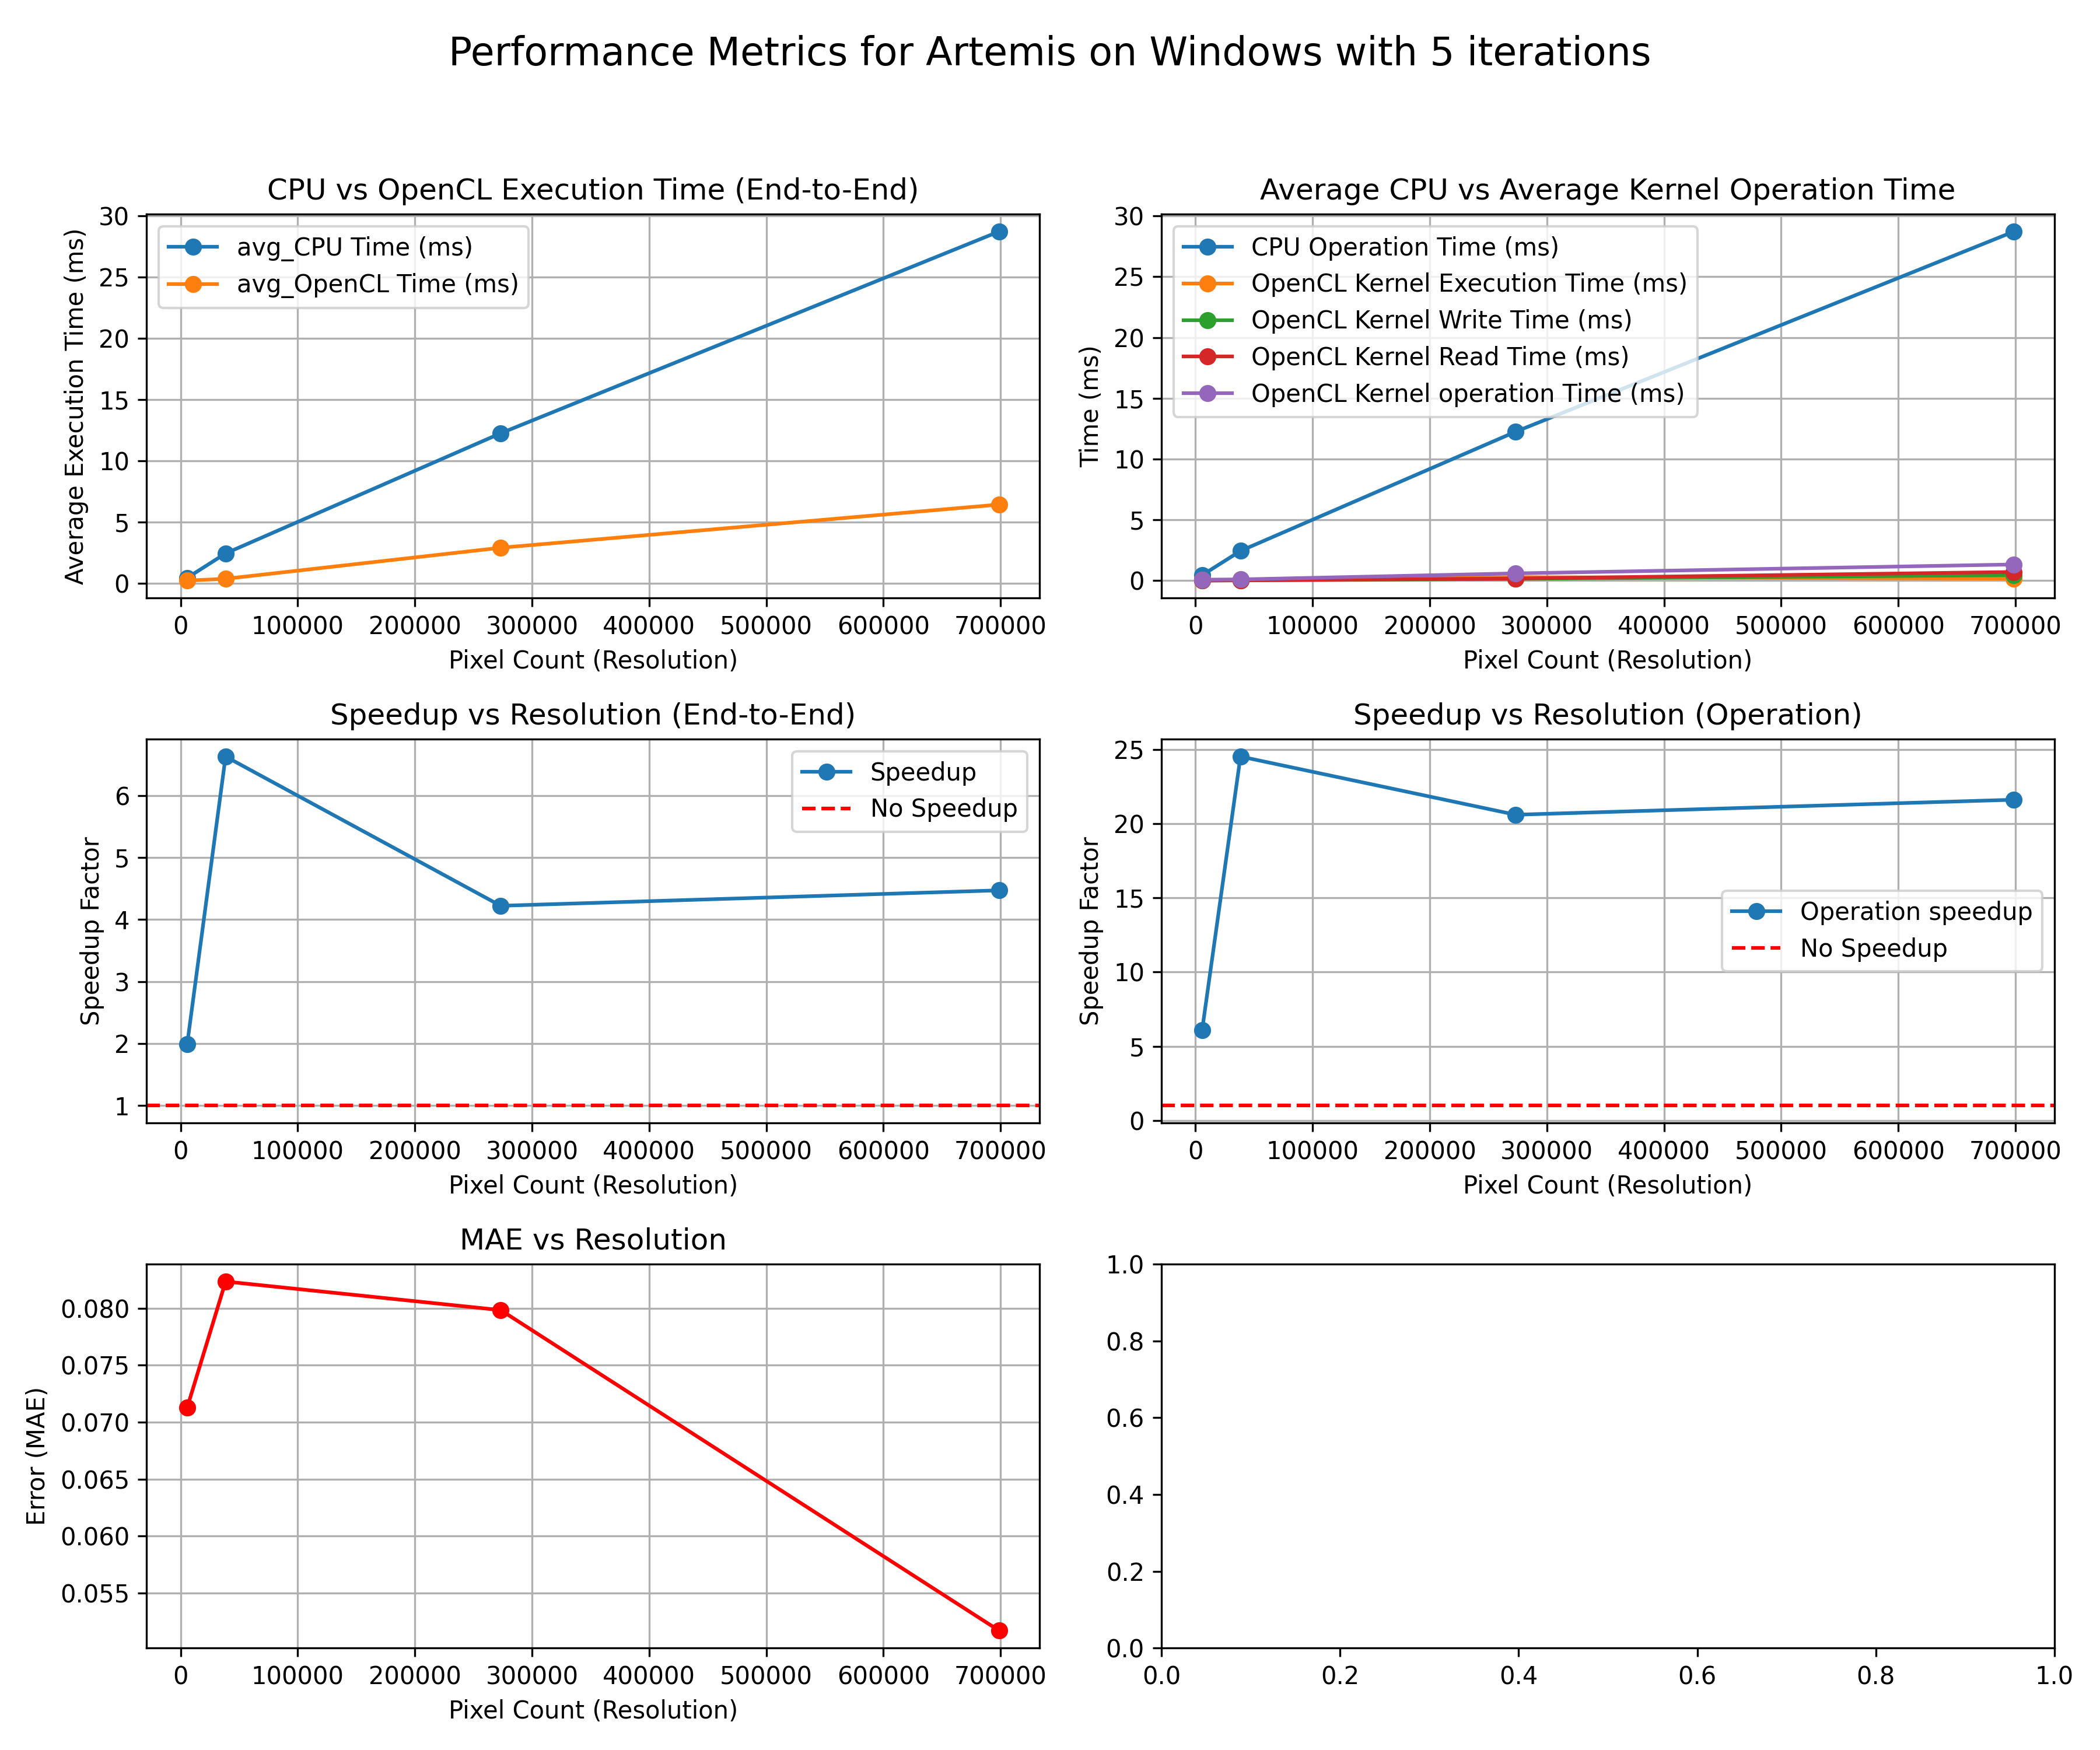 Performance Metrics for Artemis on Windows with 5 iterations
CPU vs OpenCL Execution Time (End-to-End)
Average Execution Time (ms)
30
25
20
15
10
5
0
avg_CPU Time (ms)
avg_OpenCL Time (ms)
0 100000 200000 300000 400000 500000 600000 700000
Pixel Count (Resolution)
Average CPU vs Average Kernel Operation Time
Time (ms)
30
25
20
15
10
5
0
CPU Operation Time (ms)
OpenCL Kernel Execution Time (ms)
OpenCL Kernel Write Time (ms)
OpenCL Kernel Read Time (ms)
OpenCL Kernel operation Time (ms)
0 100000 200000 300000 400000 500000 600000 700000
Pixel Count (Resolution)
Speedup vs Resolution (End-to-End)
Speedup Factor
6
5
4
3
2
1
Speedup
No Speedup
0 100000 200000 300000 400000 500000 600000 700000
Pixel Count (Resolution)
Speedup vs Resolution (Operation)
Speedup Factor
25
20
15
10
5
0
Operation speedup
No Speedup
0 100000 200000 300000 400000 500000 600000 700000
Pixel Count (Resolution)
MAE vs Resolution
Error (MAE)
0.080
0.075
0.070
0.065
0.060
0.055
0 100000 200000 300000 400000 500000 600000 700000
Pixel Count (Resolution)
1.0
0.8
0.6
0.4
0.2
0.0
0.0 0.2 0.4 0.6 0.8 1.0